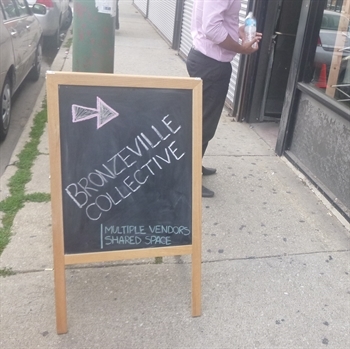 BRONZEVILLE
COLLECTIVE
MULTIPLE VENDORS
SHARED SPACE